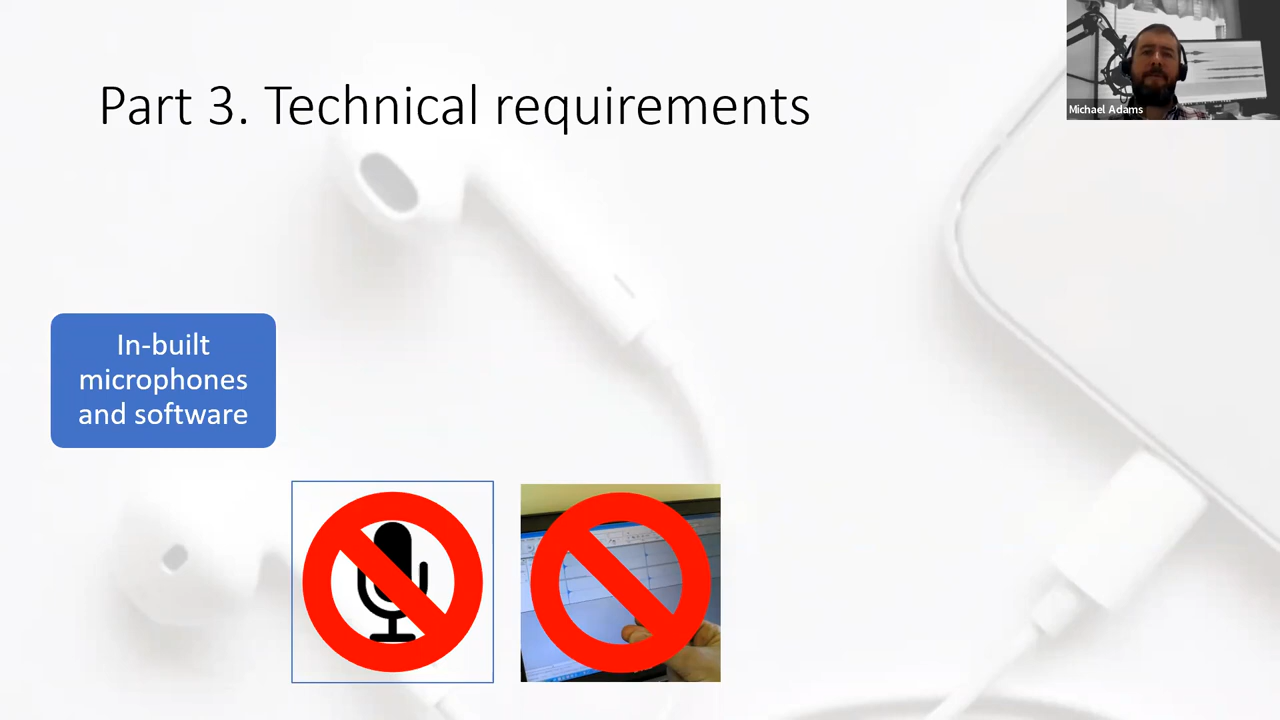 Part 3. Technical requirements
Michael Adams
In-built
microphones
and software